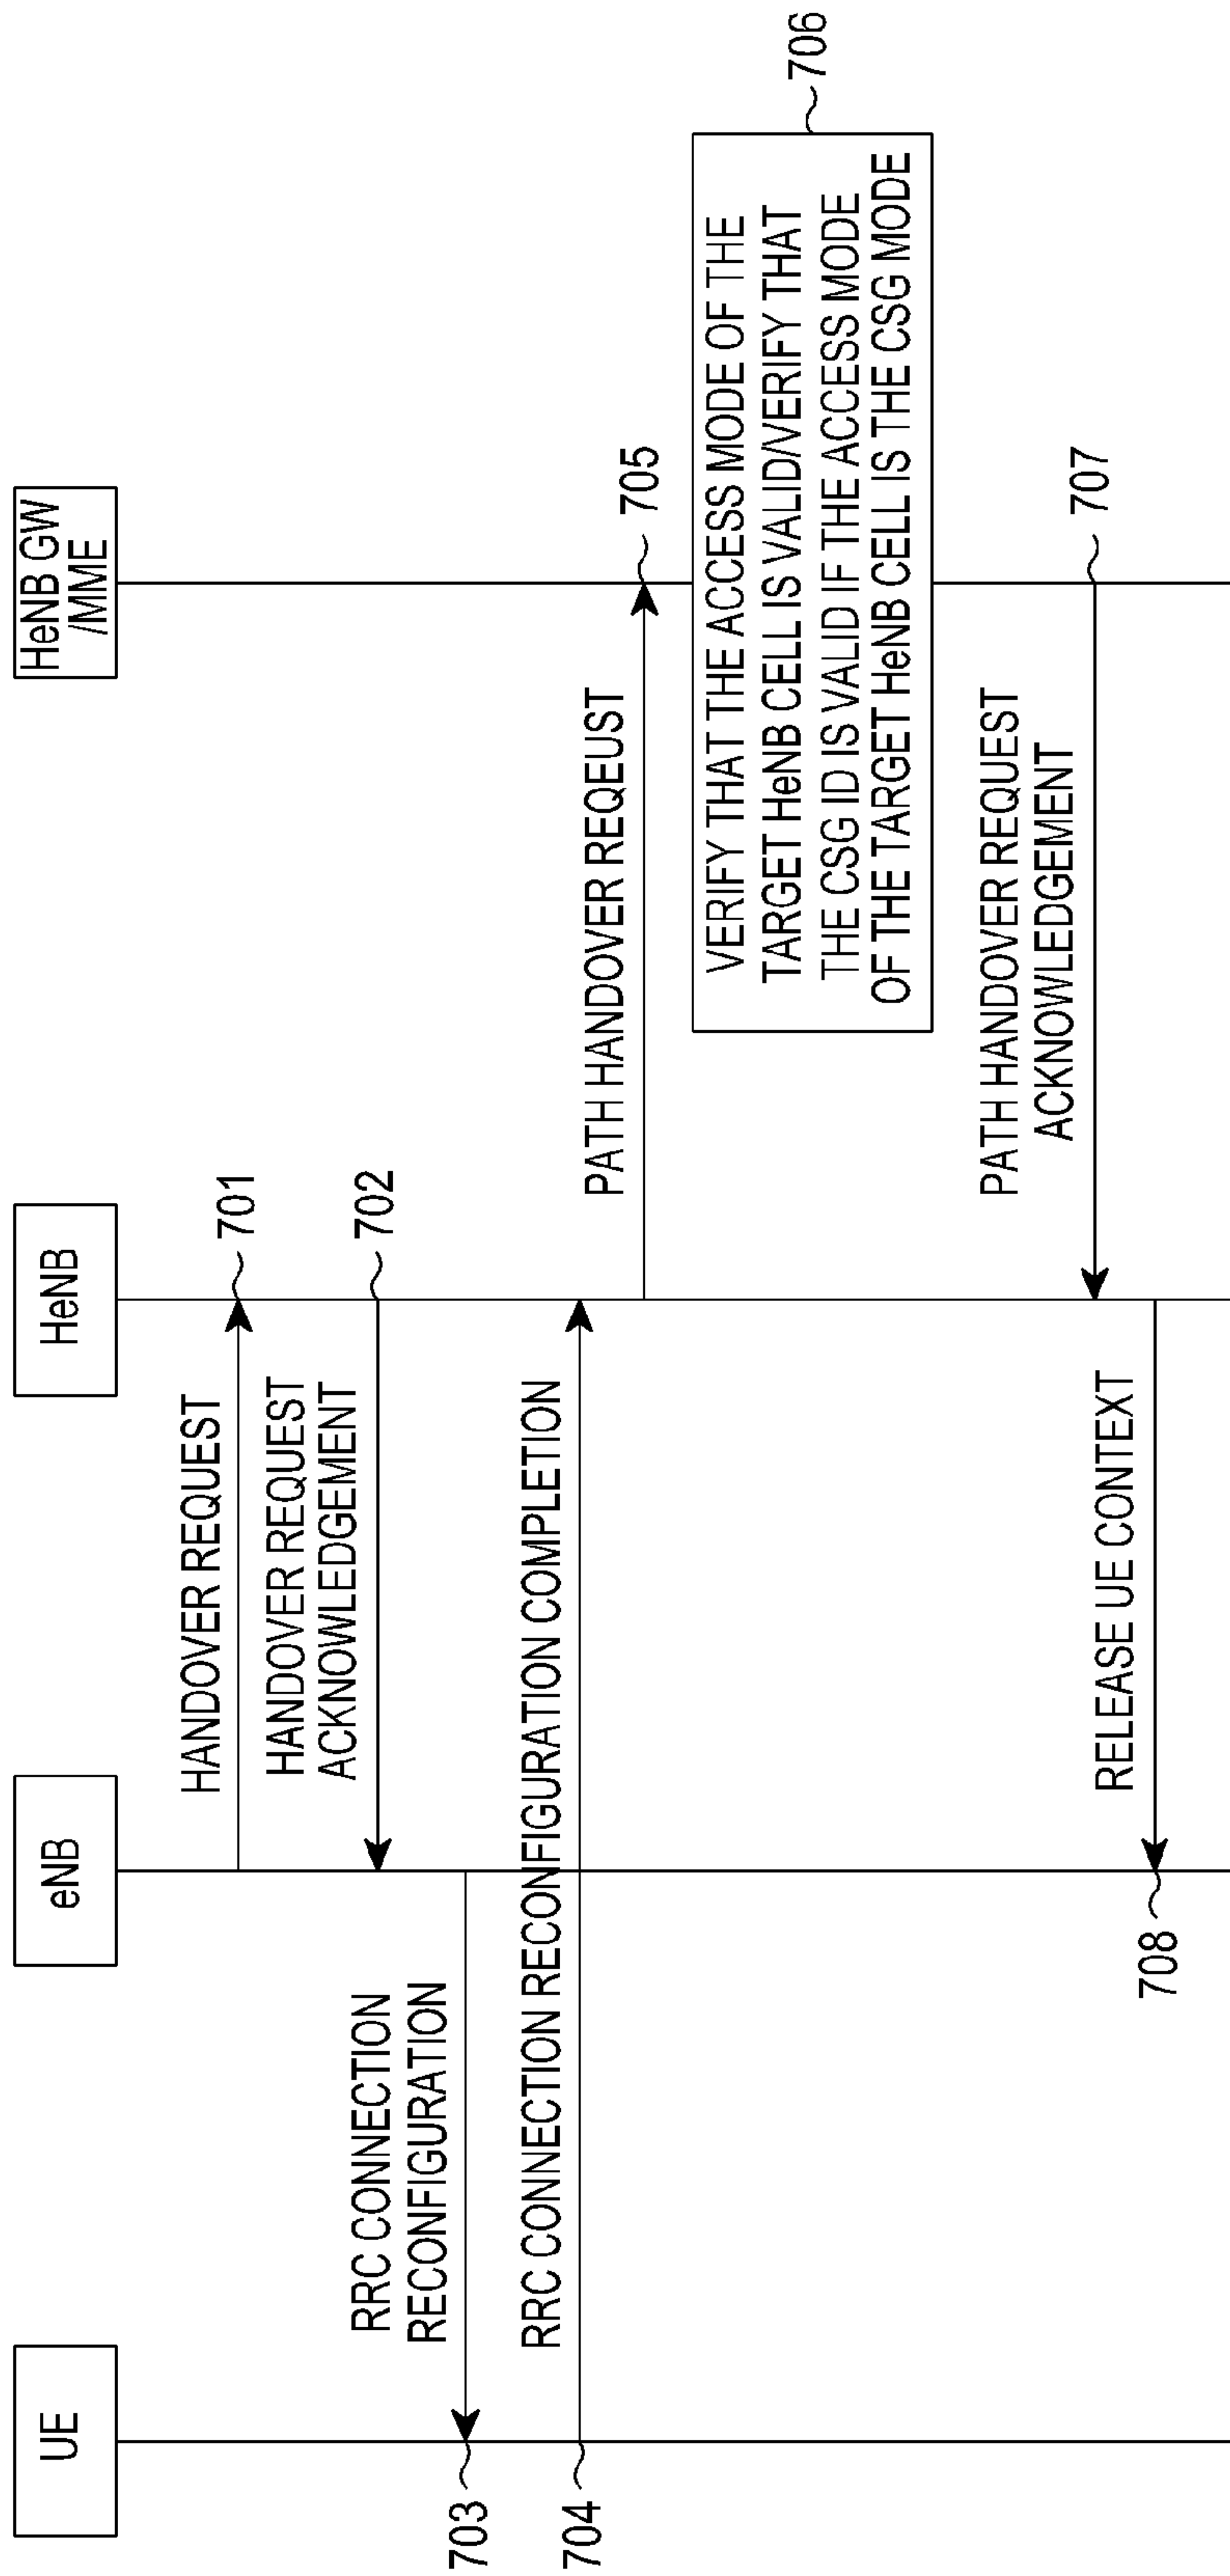 UE
eNB
HeNB
HeNB GW
/MME
HANDOVER REQUEST
701
HANDOVER REQUEST
ACKNOWLEDGEMENT
702
RRC CONNECTION
RECONFIGURATION
703
RRC CONNECTION RECONFIGURATION COMPLETION
704
PATH HANDOVER REQEUST
705
VERIFY THAT THE ACCESS MODE OF THE
TARGET HeNB CELL IS VALID/VERIFY THAT
THE CSG ID IS VALID IF THE ACCESS MODE
OF THE TARGET HeNB CELL IS THE CSG MODE
706
PATH HANDOVER REQUEST
ACKNOWLEDGEMENT
707
RELEASE UE CONTEXT
708